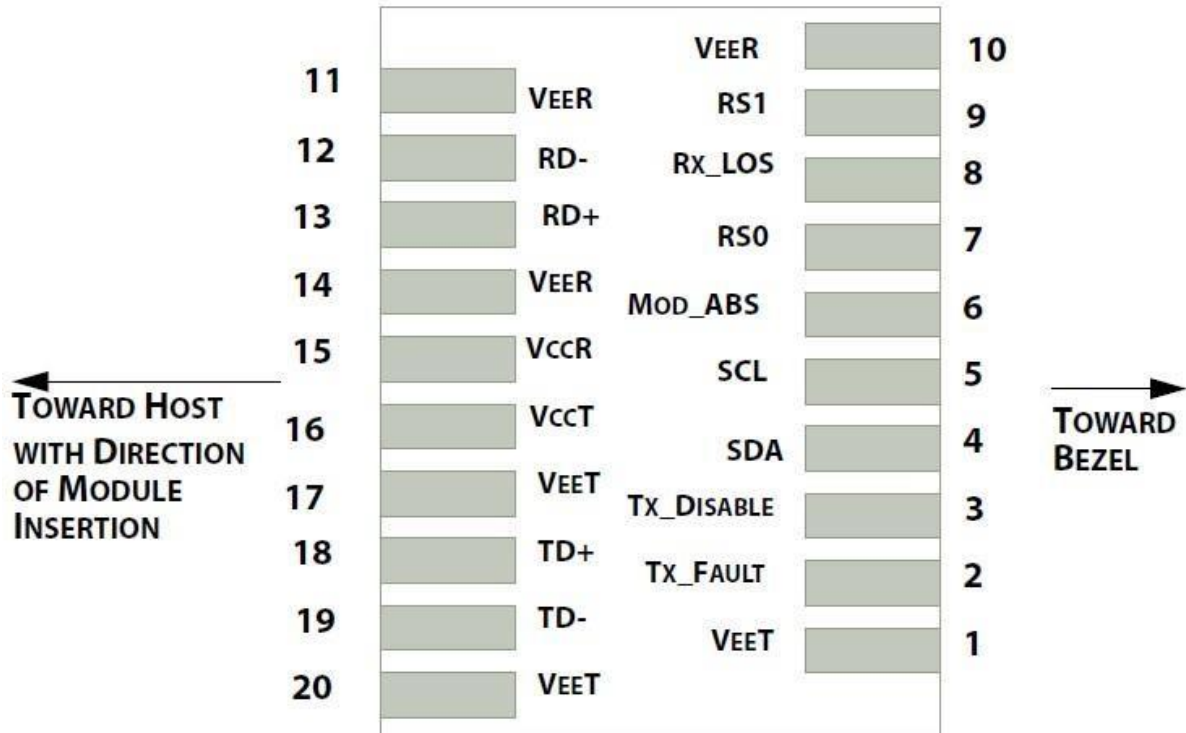 11 VEER
12 RD-
13 RD+
14 VEER
15 VCCR
16 VCCT
17 VEET
18 TD+
19 TD-
20 VEET
VEER 10
RS1 9
RX_LOS 8
RS0 7
MOD_ABS 6
SCL 5
SDA 4
TX_DISABLE 3
TX_FAULT 2
VEET 1
TOWARD HOST
WITH DIRECTION
OF MODULE
INSERTION
TOWARD
BEZEL